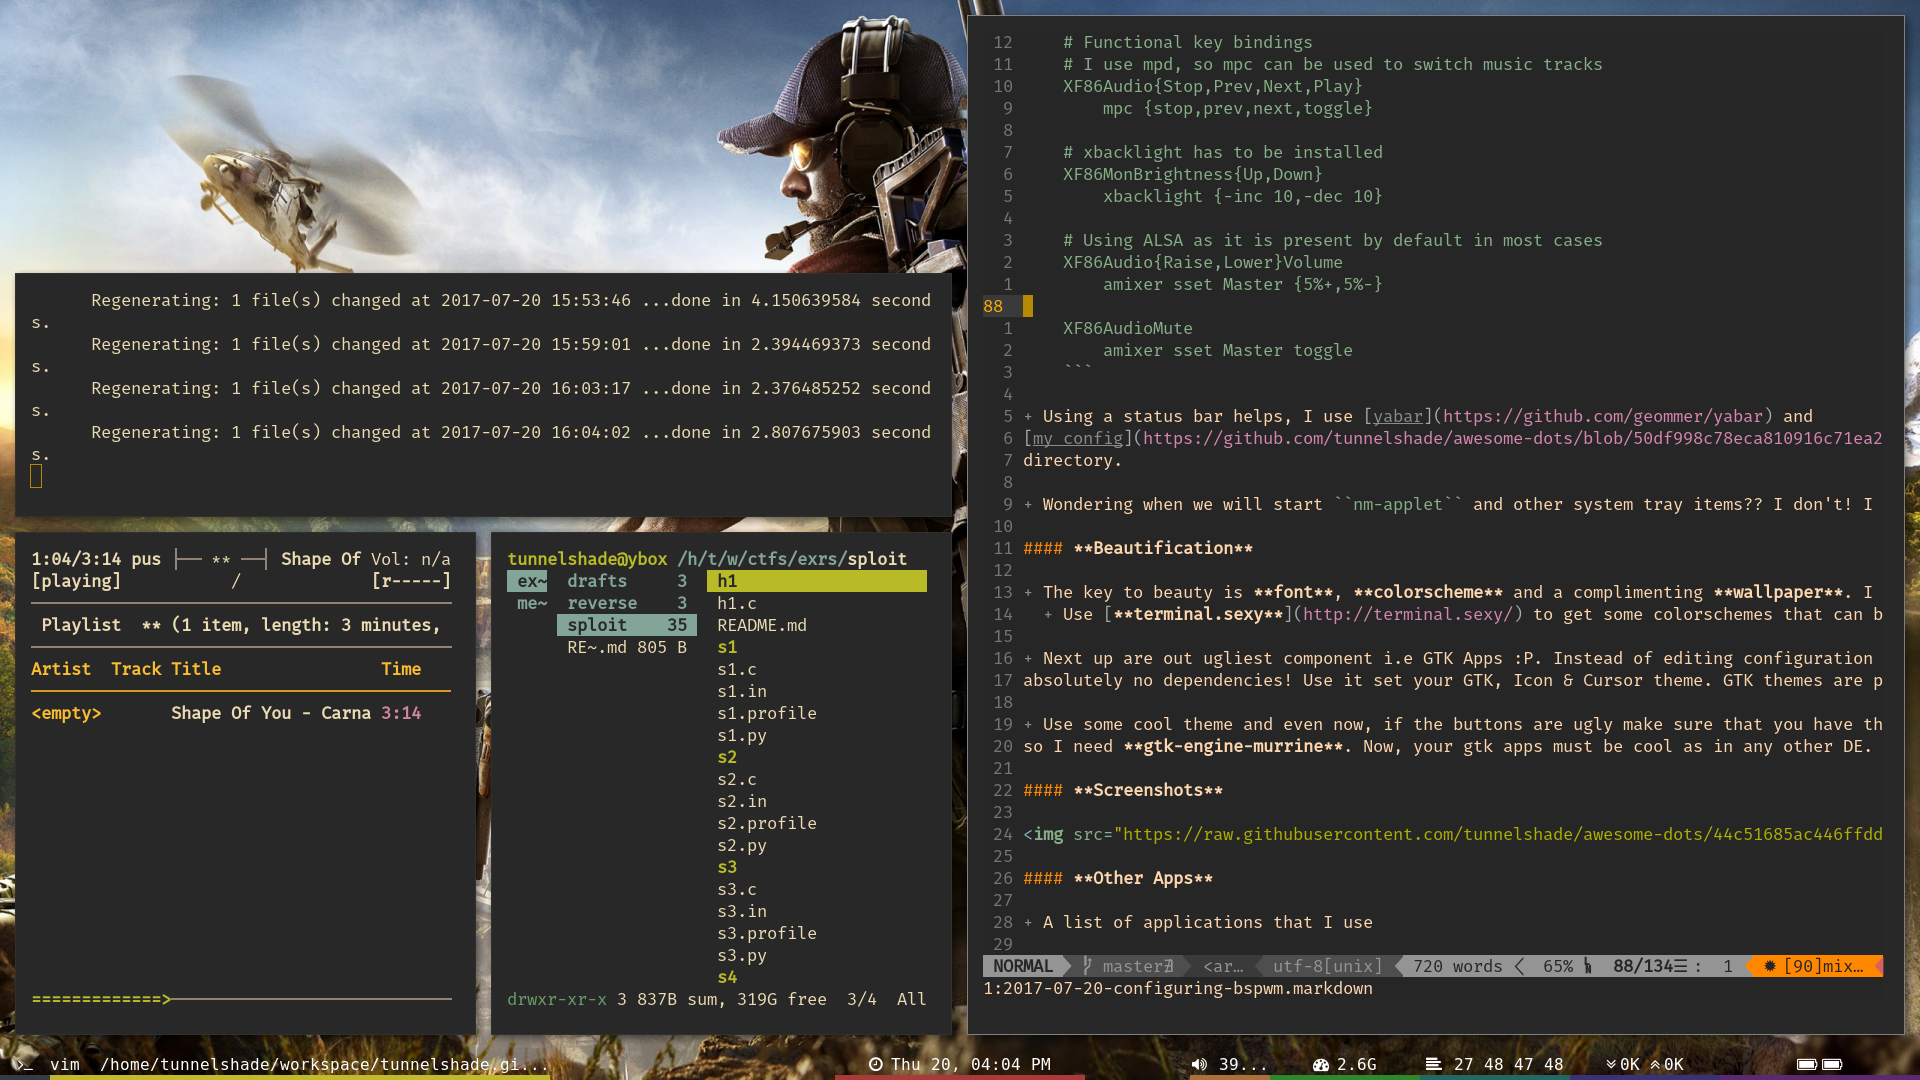 Regenerating: 1 file(s) changed at 2017-07-20 15:53:46 ...done in 4.150639584 second
s.
Regenerating: 1 file(s) changed at 2017-07-20 15:59:01 ...done in 2.394469373 second
s.
Regenerating: 1 file(s) changed at 2017-07-20 16:03:17 ...done in 2.376485252 second
s.
Regenerating: 1 file(s) changed at 2017-07-20 16:04:02 ...done in 2.807675903 second
s.
1:04/3:14 pus ├── ** ──┤ Shape Of Vol: n/a
[playing] / [r-----]
Playlist ** (1 item, length: 3 minutes,
Artist Track Title Time
<empty> Shape Of You - Carna 3:14
=============>
tunnelshade@ybox /h/t/w/ctfs/exrs/sploit
ex~ drafts 3 h1
me~ reverse 3 h1.c
sploit 35 README.md
RE~.md 805 B s1
s1.c
s1.in
s1.profile
s1.py
s2
s2.c
s2.in
s2.profile
s2.py
s3
s3.c
s3.in
s3.profile
s3.py
s4
drwxr-xr-x 3 837B sum, 319G free 3/4 All
12 # Functional key bindings
11 # I use mpd, so mpc can be used to switch music tracks
10 XF86Audio{Stop,Prev,Next,Play}
9 mpc {stop,prev,next,toggle}
8
7 # xbacklight has to be installed
6 XF86MonBrightness{Up,Down}
5 xbacklight {-inc 10,-dec 10}
4
3 # Using ALSA as it is present by default in most cases
2 XF86Audio{Raise,Lower}Volume
1 amixer sset Master {5%+,5%-}
88
1 XF86AudioMute
2 amixer sset Master toggle
3 ```
4
5 + Using a status bar helps, I use [yabar](https://github.com/geommer/yabar) and
6 [my config](https://github.com/tunnelshade/awesome-dots/blob/50df998c78eca810916c71ea2
7 directory.
8
9 + Wondering when we will start ``nm-applet`` and other system tray items?? I don't! I
10
11 #### **Beautification**
12
13 + The key to beauty is **font**, **colorscheme** and a complimenting **wallpaper**. I
14 + Use [**terminal.sexy**](http://terminal.sexy/) to get some colorschemes that can b
15
16 + Next up are out ugliest component i.e GTK Apps :P. Instead of editing configuration
17 absolutely no dependencies! Use it set your GTK, Icon & Cursor theme. GTK themes are p
18
19 + Use some cool theme and even now, if the buttons are ugly make sure that you have th
20 so I need **gtk-engine-murrine**. Now, your gtk apps must be cool as in any other DE.
21
22 #### **Screenshots**
23
24 <img src="https://raw.githubusercontent.com/tunnelshade/awesome-dots/44c51685ac446ffdd
25
26 #### **Other Apps**
27
28 + A list of applications that I use
29
NORMAL master∄ <ar… utf-8[unix] 720 words 65% 88/134☰ : 1 [90]mix…
1:2017-07-20-configuring-bspwm.markdown
vim /home/tunnelshade/workspace/tunnelshade.gi... Thu 20, 04:04 PM 39... 2.6G 27 48 47 48 0K 0K